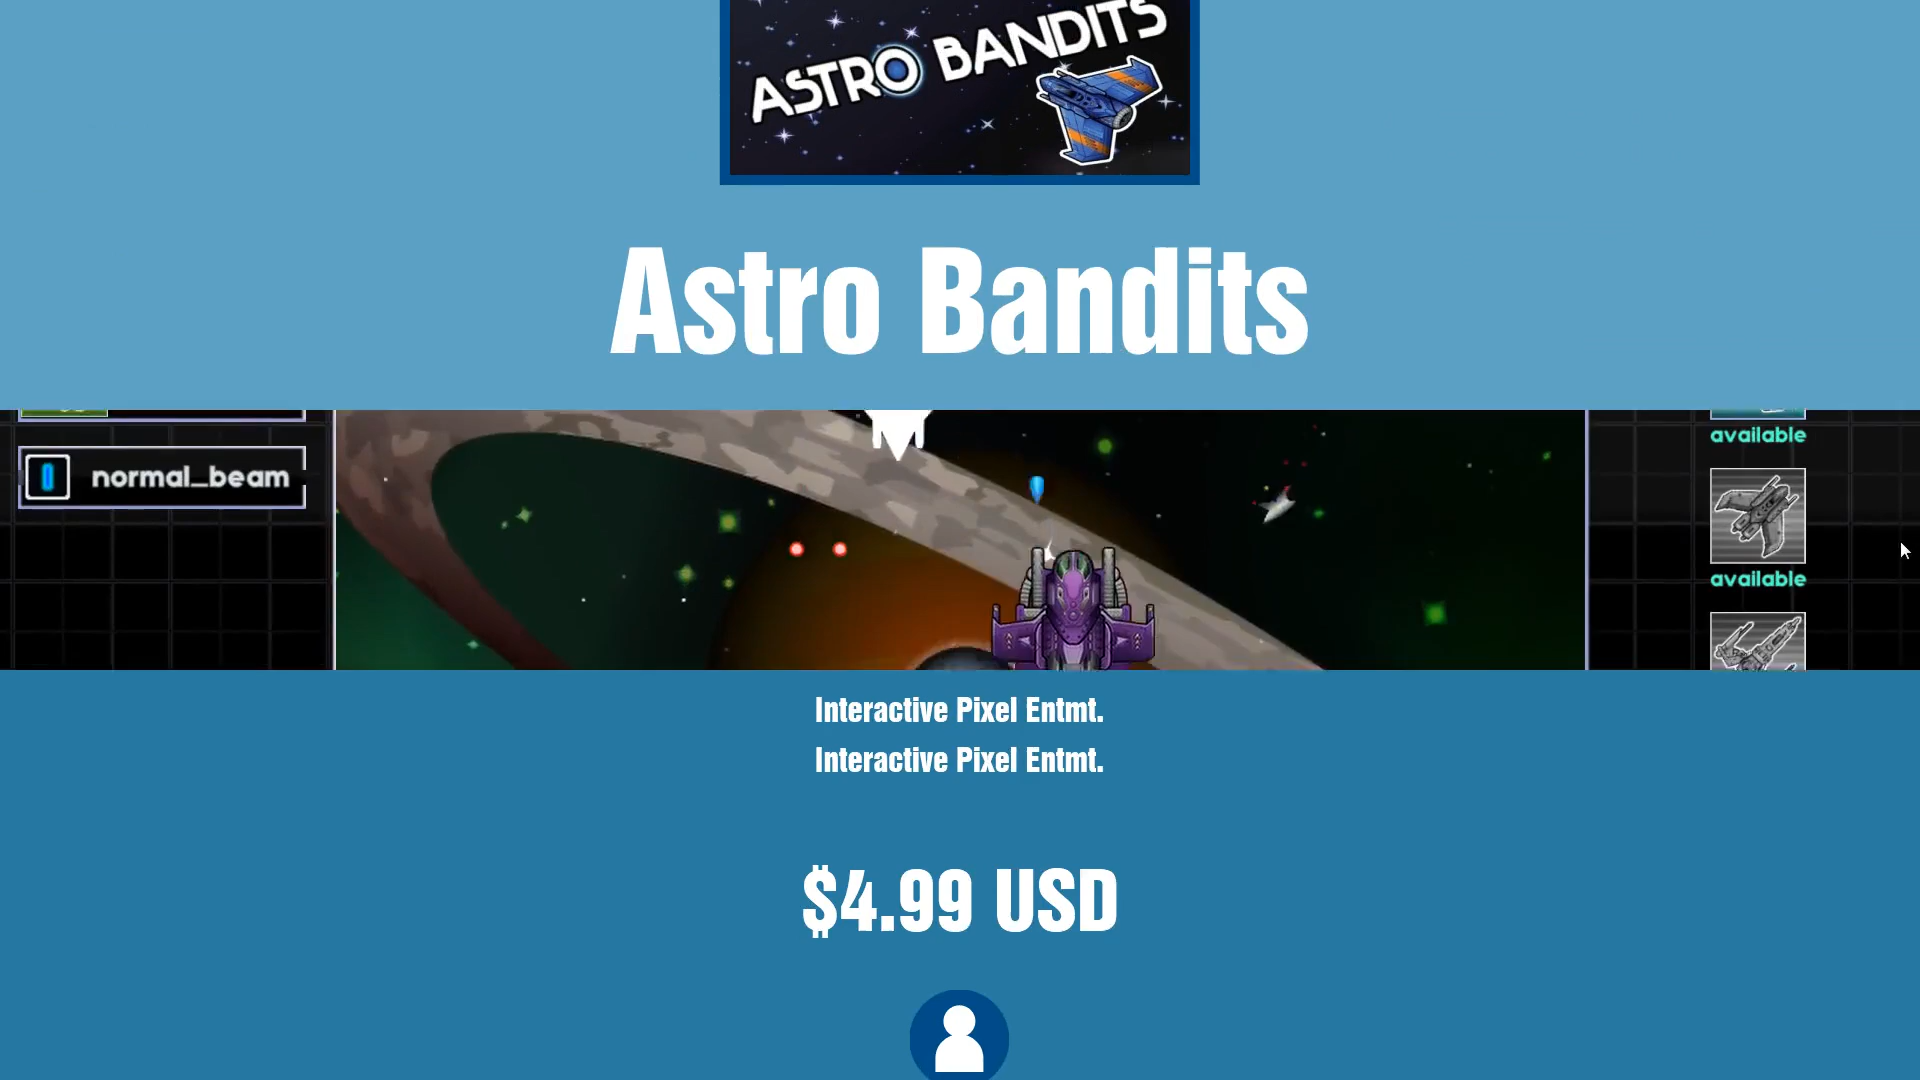 ASTRO BANDITS
Astro Bandits
normal_beam
available
available
Interactive Pixel Entmt.
Interactive Pixel Entmt.
$4.99 USD